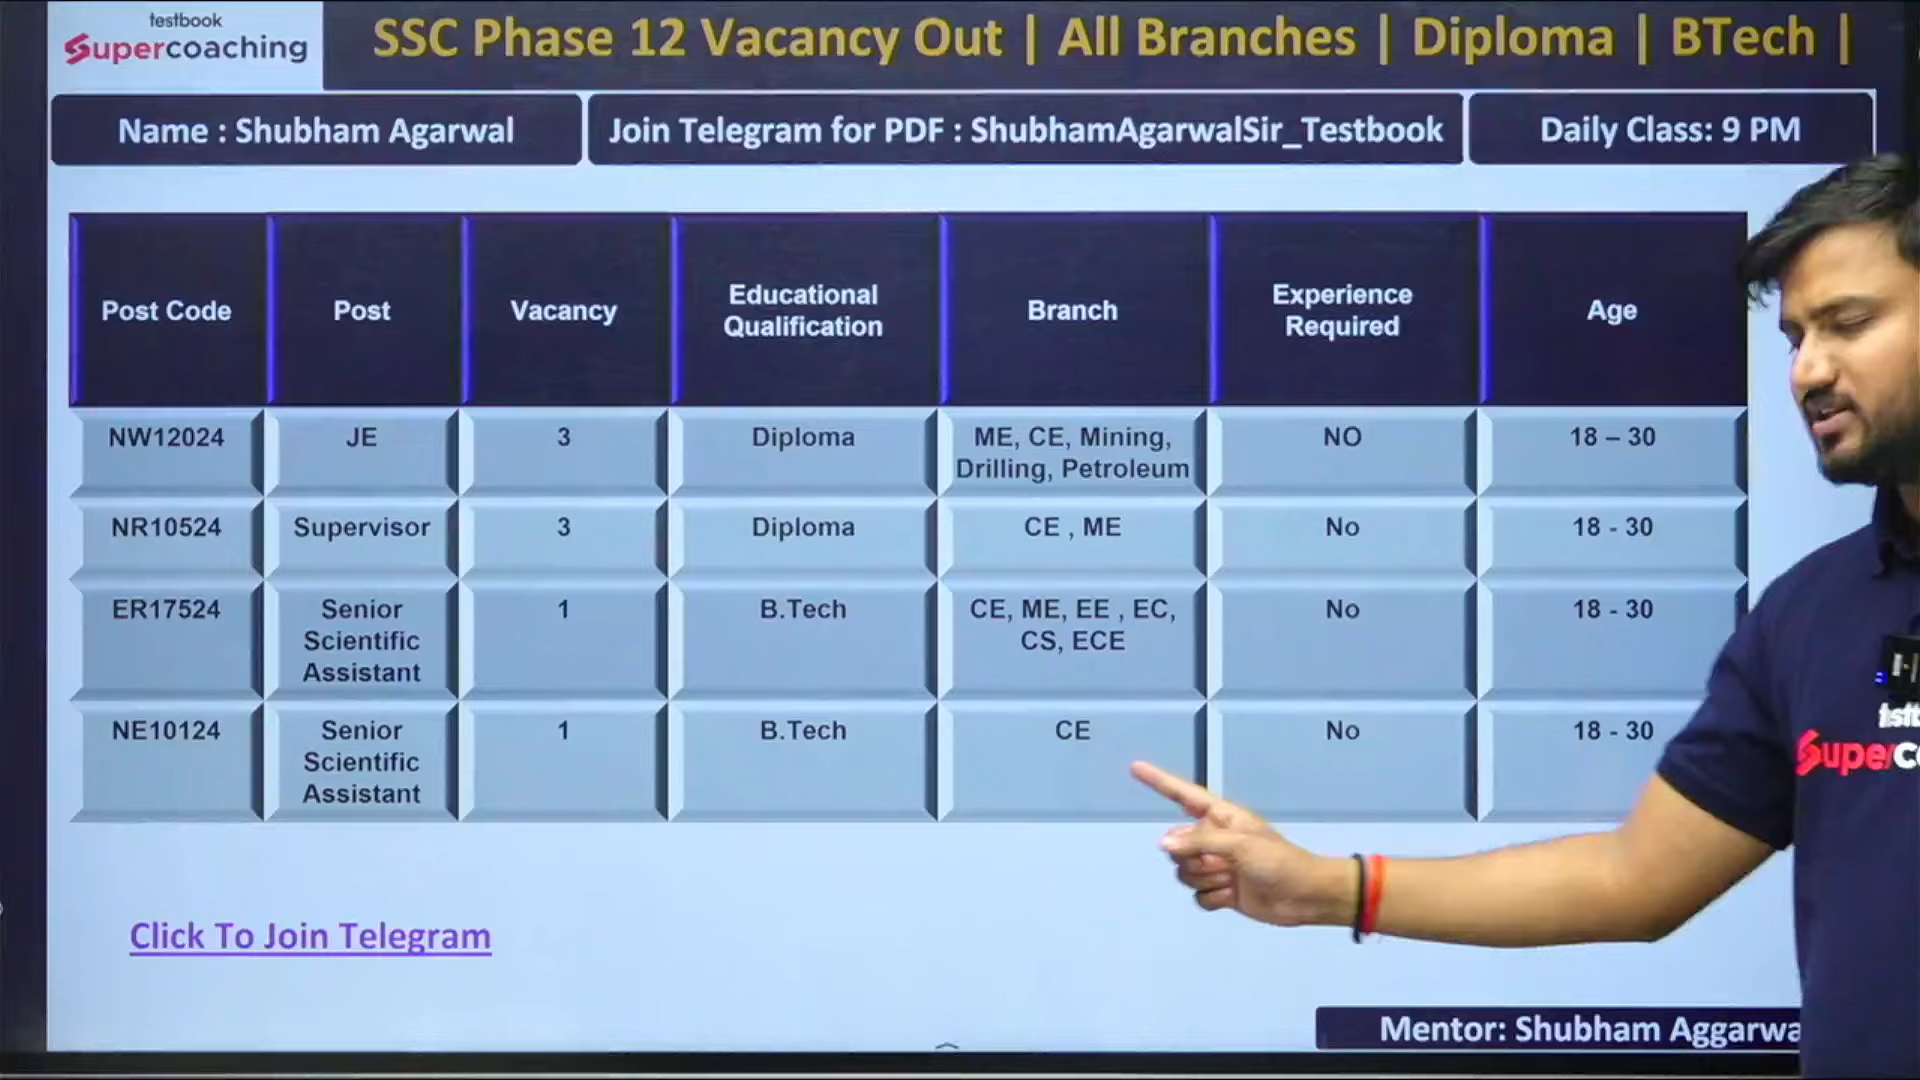 testbook
Supercoaching
SSC Phase 12 Vacancy Out | All Branches | Diploma | BTech |
Name : Shubham Agarwal
Join Telegram for PDF : ShubhamAgarwalSir_Testbook
Daily Class: 9 PM
Post Code
Post
Vacancy
Educational
Qualification
Branch
Experience
Required
Age
NW12024
JE
3
Diploma
ME, CE, Mining,
Drilling, Petroleum
NO
18 – 30
NR10524
Supervisor
3
Diploma
CE , ME
No
18 - 30
ER17524
Senior
Scientific
Assistant
1
B.Tech
CE, ME, EE , EC,
CS, ECE
No
18 - 30
NE10124
Senior
Scientific
Assistant
1
B.Tech
CE
No
18 - 30
Click To Join Telegram
Mentor: Shubham Aggarwa
Superc